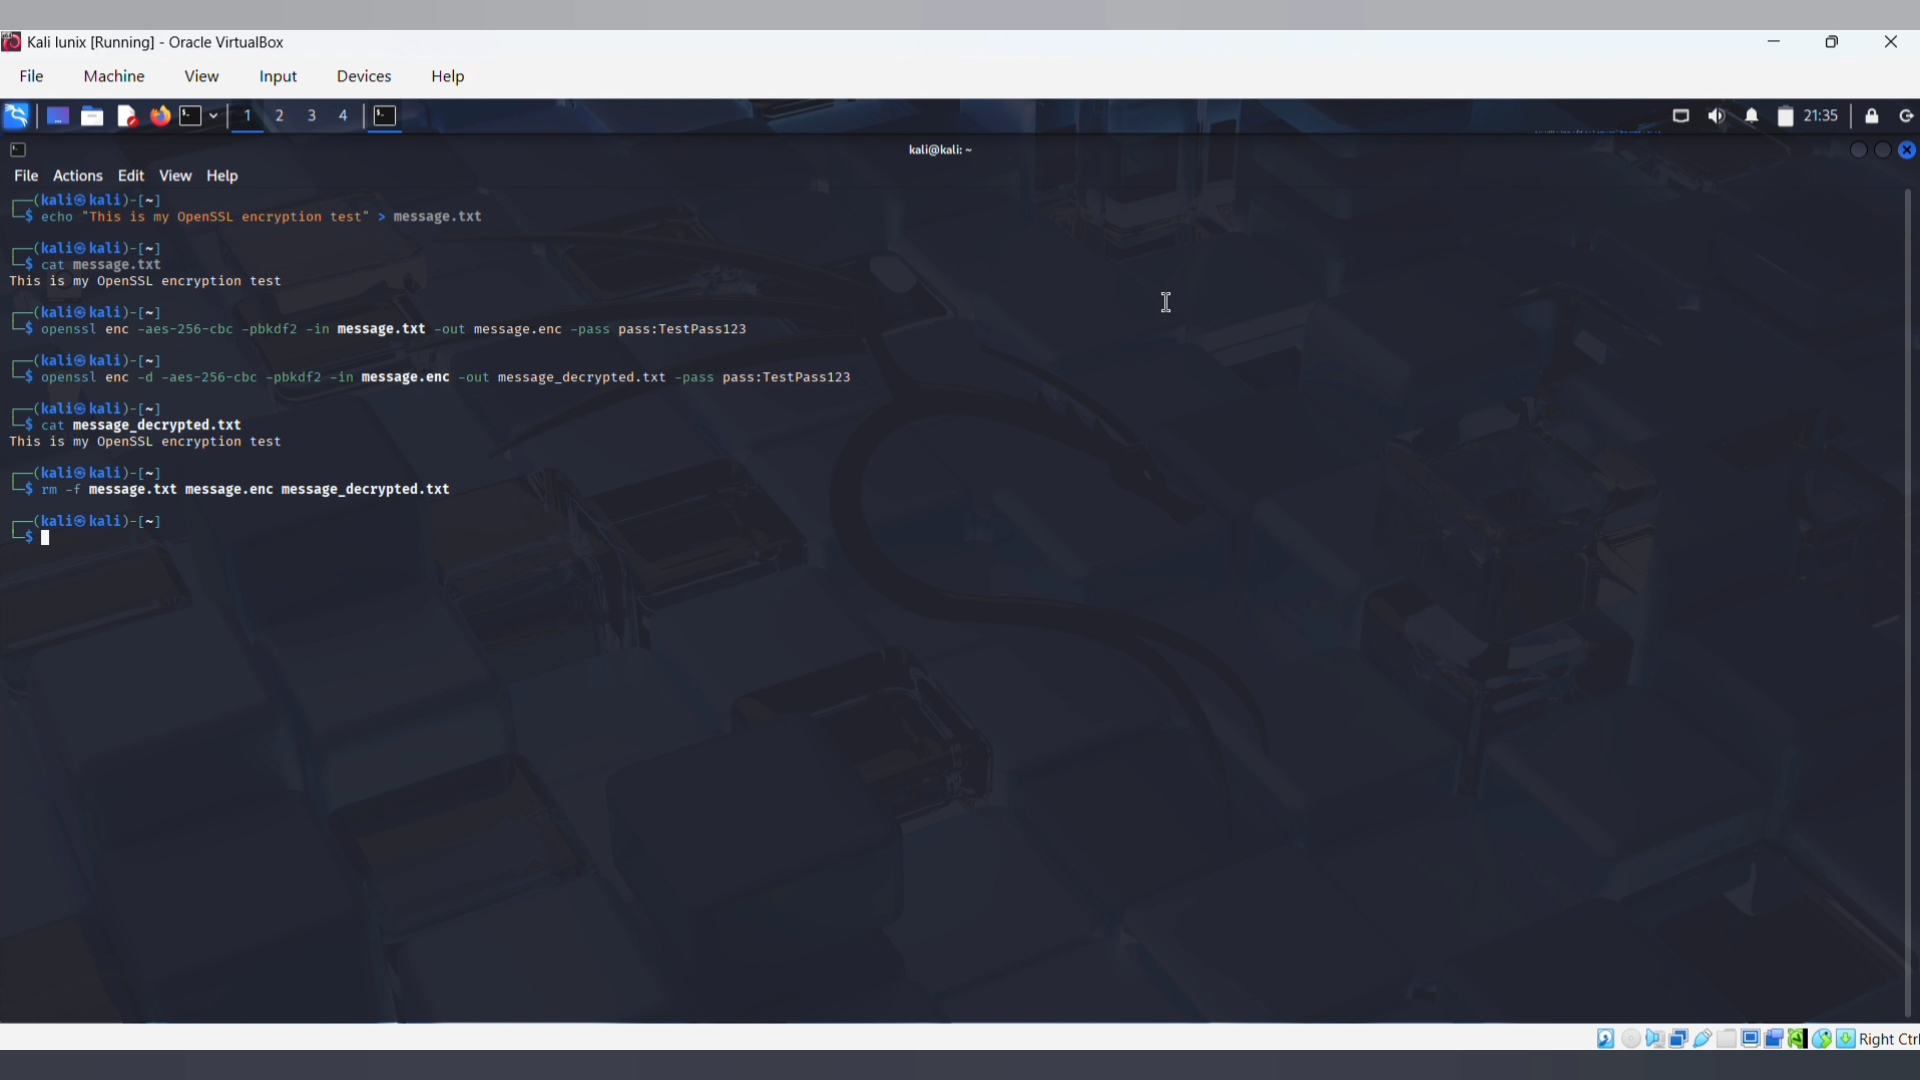 Kali lunix [Running] - Oracle VirtualBox
File Machine View Input Devices Help
1 2 3 4 21:35
kali@kali: ~
File Actions Edit View Help
┌──(kali㉿kali)-[~]
└─$ echo "This is my OpenSSL encryption test" > message.txt
┌──(kali㉿kali)-[~]
└─$ cat message.txt
This is my OpenSSL encryption test
┌──(kali㉿kali)-[~]
└─$ openssl enc -aes-256-cbc -pbkdf2 -in message.txt -out message.enc -pass pass:TestPass123
┌──(kali㉿kali)-[~]
└─$ openssl enc -d -aes-256-cbc -pbkdf2 -in message.enc -out message_decrypted.txt -pass pass:TestPass123
┌──(kali㉿kali)-[~]
└─$ cat message_decrypted.txt
This is my OpenSSL encryption test
┌──(kali㉿kali)-[~]
└─$ rm -f message.txt message.enc message_decrypted.txt
┌──(kali㉿kali)-[~]
└─$
Right Ctrl